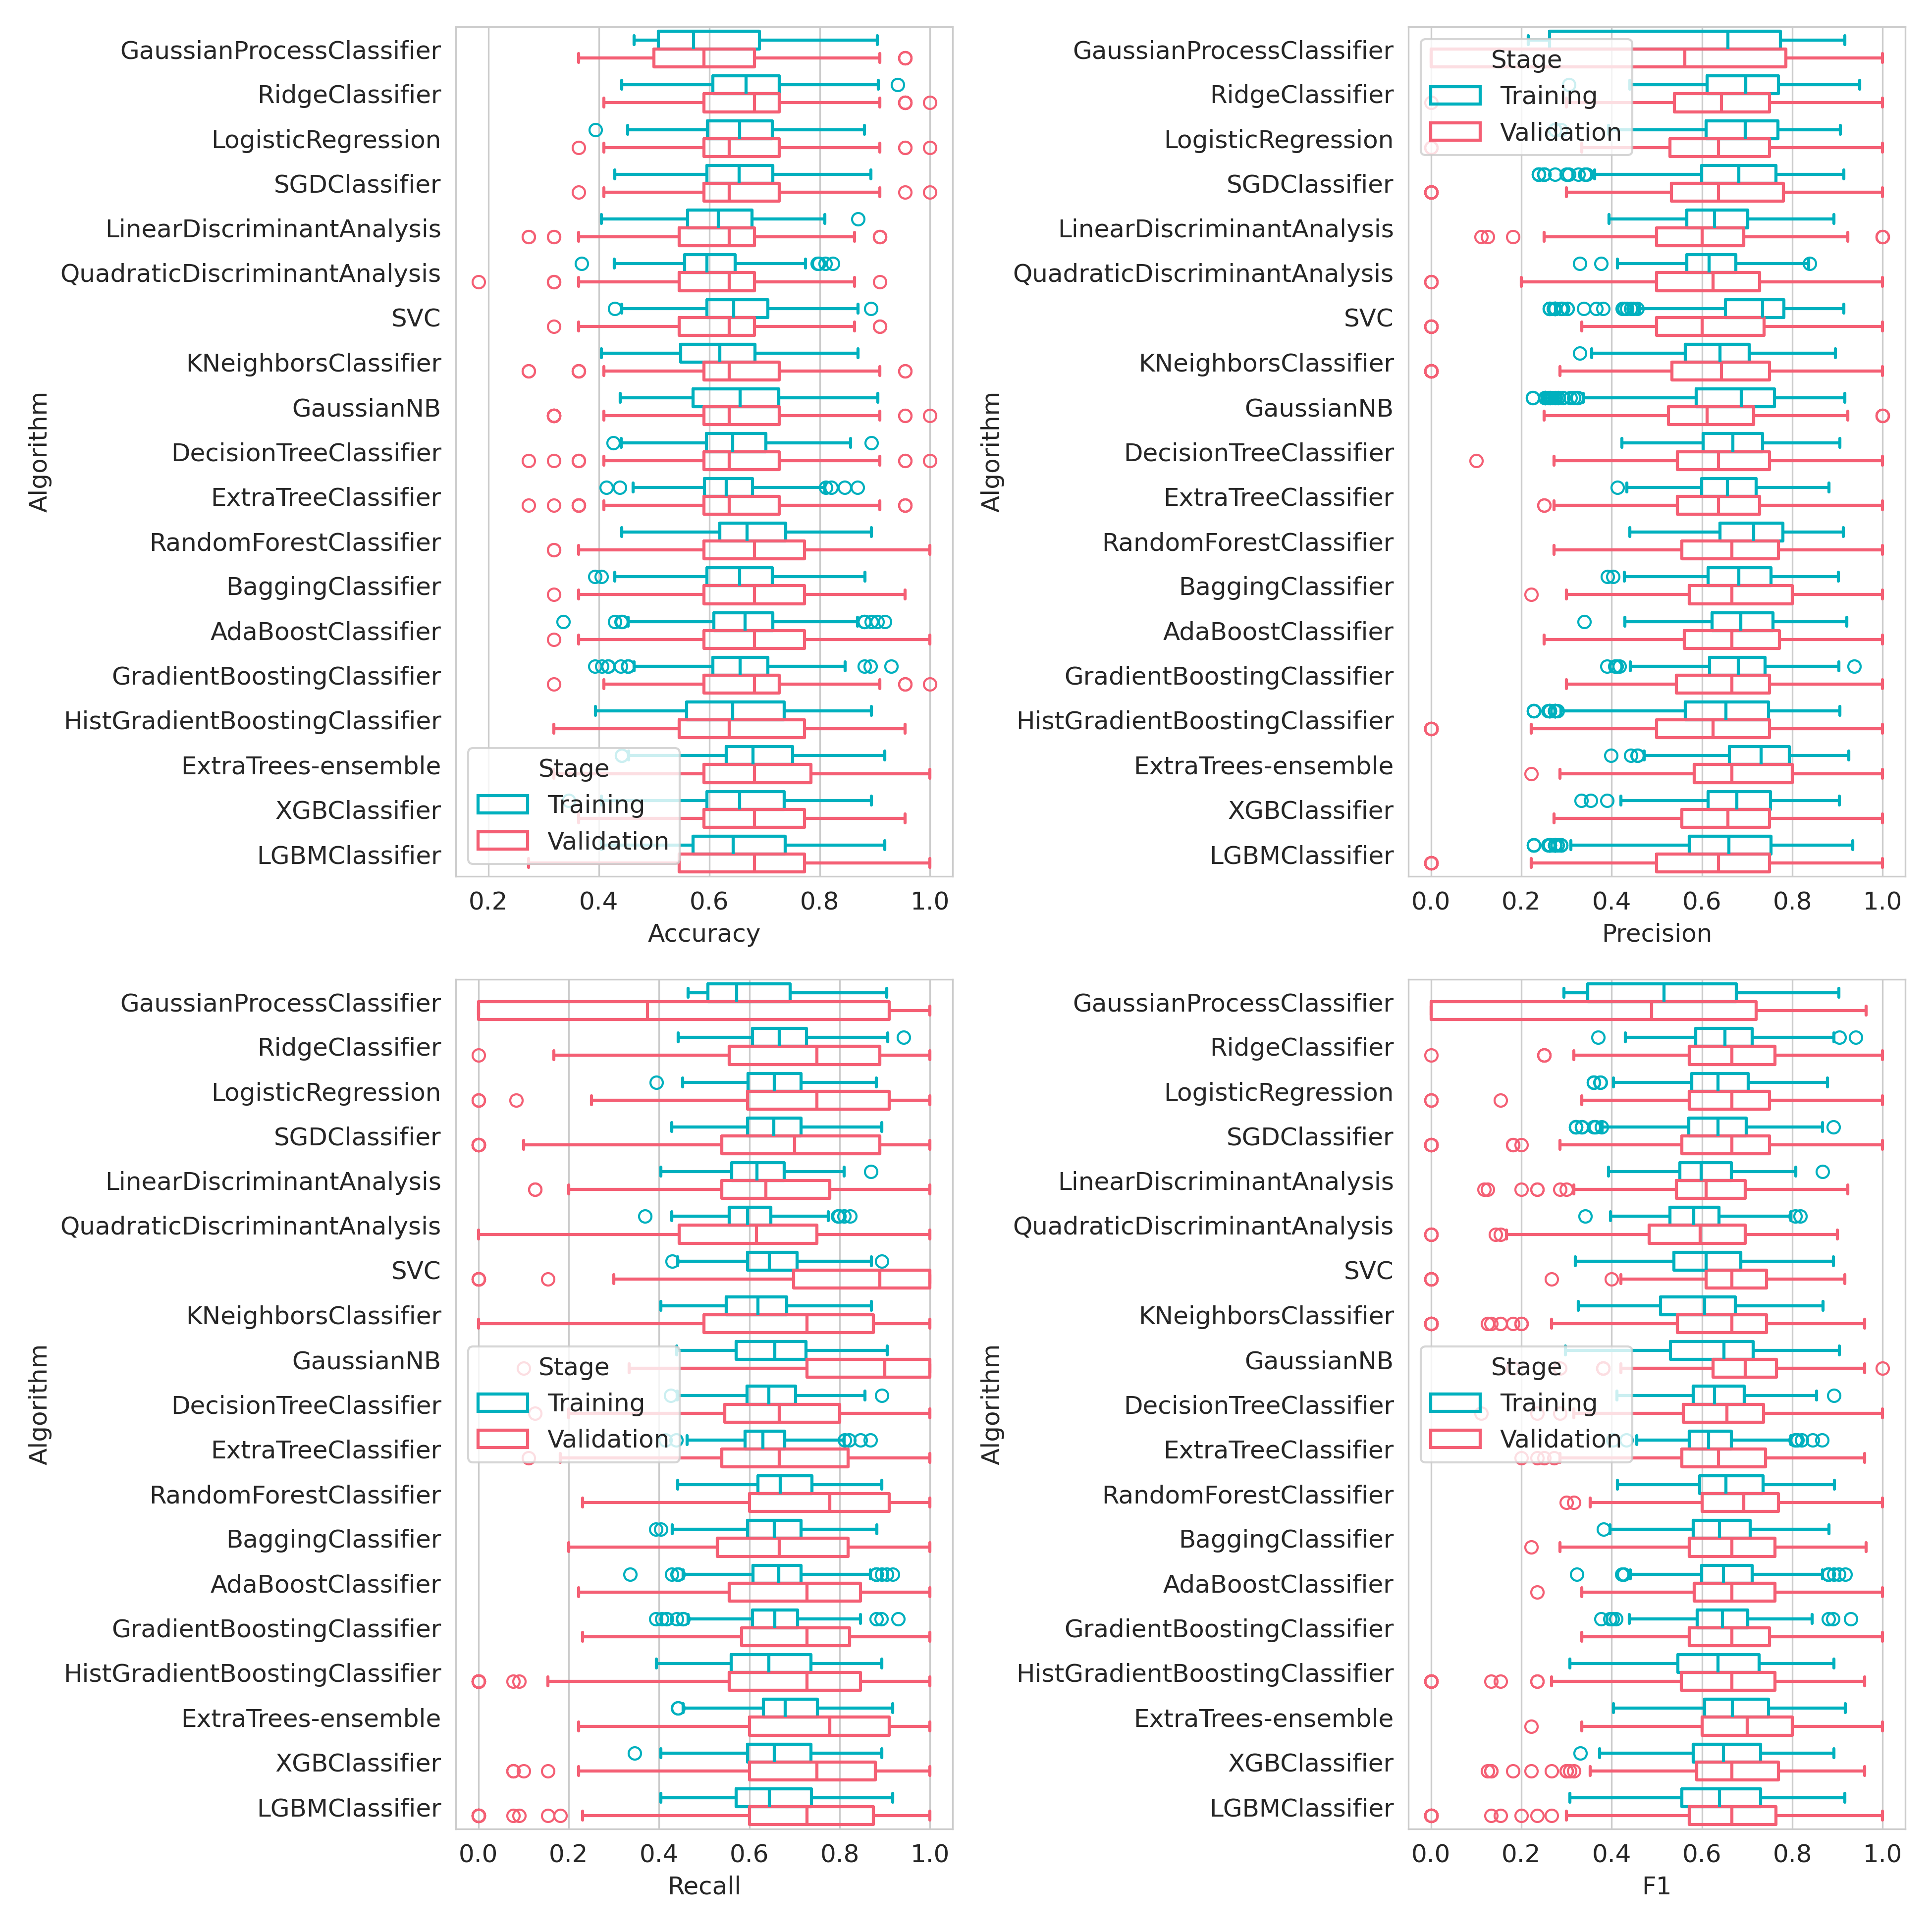 GaussianProcessClassifier
RidgeClassifier
LogisticRegression
SGDClassifier
LinearDiscriminantAnalysis
QuadraticDiscriminantAnalysis
SVC
KNeighborsClassifier
GaussianNB
DecisionTreeClassifier
ExtraTreeClassifier
RandomForestClassifier
BaggingClassifier
AdaBoostClassifier
GradientBoostingClassifier
HistGradientBoostingClassifier
ExtraTrees-ensemble
XGBClassifier
LGBMClassifier
Algorithm
Stage
Training
Validation
0.2 0.4 0.6 0.8 1.0
Accuracy
GaussianProcessClassifier
RidgeClassifier
LogisticRegression
SGDClassifier
LinearDiscriminantAnalysis
QuadraticDiscriminantAnalysis
SVC
KNeighborsClassifier
GaussianNB
DecisionTreeClassifier
ExtraTreeClassifier
RandomForestClassifier
BaggingClassifier
AdaBoostClassifier
GradientBoostingClassifier
HistGradientBoostingClassifier
ExtraTrees-ensemble
XGBClassifier
LGBMClassifier
Algorithm
Stage
Training
Validation
0.0 0.2 0.4 0.6 0.8 1.0
Precision
GaussianProcessClassifier
RidgeClassifier
LogisticRegression
SGDClassifier
LinearDiscriminantAnalysis
QuadraticDiscriminantAnalysis
SVC
KNeighborsClassifier
GaussianNB
DecisionTreeClassifier
ExtraTreeClassifier
RandomForestClassifier
BaggingClassifier
AdaBoostClassifier
GradientBoostingClassifier
HistGradientBoostingClassifier
ExtraTrees-ensemble
XGBClassifier
LGBMClassifier
Algorithm
Stage
Training
Validation
0.0 0.2 0.4 0.6 0.8 1.0
Recall
GaussianProcessClassifier
RidgeClassifier
LogisticRegression
SGDClassifier
LinearDiscriminantAnalysis
QuadraticDiscriminantAnalysis
SVC
KNeighborsClassifier
GaussianNB
DecisionTreeClassifier
ExtraTreeClassifier
RandomForestClassifier
BaggingClassifier
AdaBoostClassifier
GradientBoostingClassifier
HistGradientBoostingClassifier
ExtraTrees-ensemble
XGBClassifier
LGBMClassifier
Algorithm
Stage
Training
Validation
0.0 0.2 0.4 0.6 0.8 1.0
F1